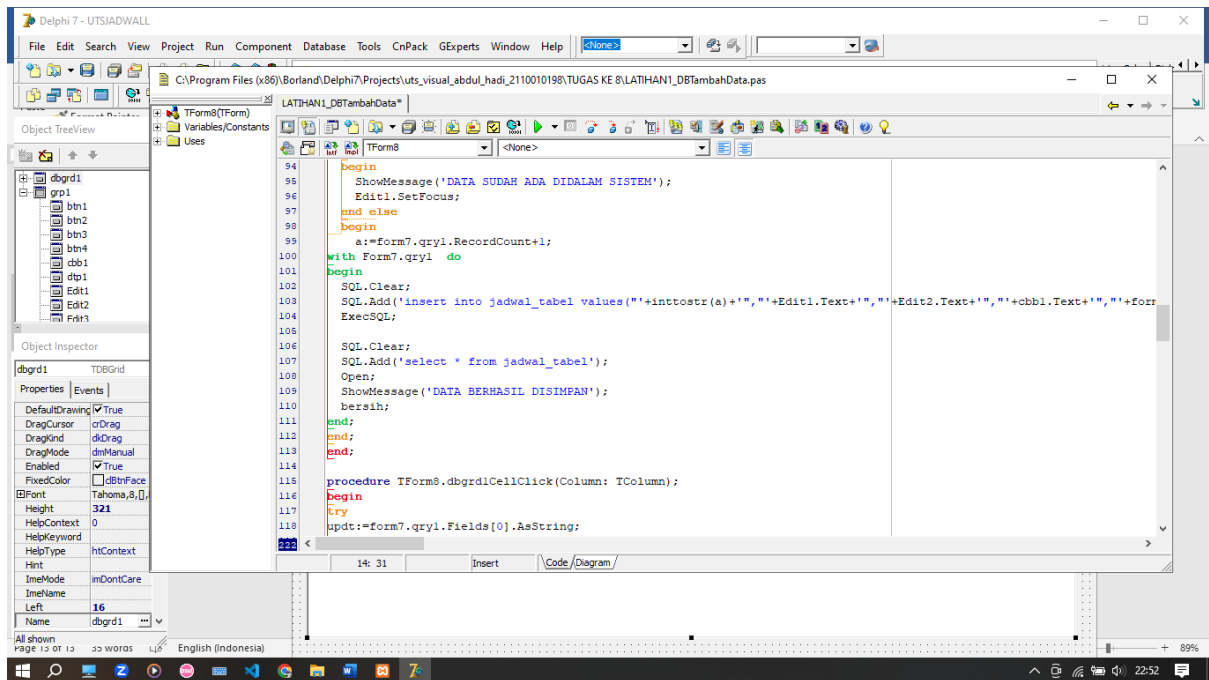 Delphi 7 - UTSJADWALL
File Edit Search View Project Run Component Database Tools CnPack GExperts Window Help <None>
C:\Program Files (x86)\Borland\Delphi7\Projects\uts_visual_abdul_hadi_2110010198\TUGAS KE 8\LATIHAN1_DBTambahData.pas
LATIHAN1_DBTambahData*
Object TreeView
dbgrd1
grp1
btn1
btn2
btn3
btn4
cbb1
dtp1
Edit1
Edit2
Edit3
TForm8(TForm)
Variables/Constants
Uses
TForm8 <None>
94 begin
95 ShowMessage('DATA SUDAH ADA DIDALAM SISTEM');
96 Edit1.SetFocus;
97 end else
98 begin
99 a:=form7.qry1.RecordCount+1;
100 with Form7.qry1 do
101 begin
102 SQL.Clear;
103 SQL.Add('insert into jadwal_tabel values("'+inttostr(a)+'","'+Edit1.Text+'","'+Edit2.Text+'","'+cbb1.Text+'","'+form
104 ExecSQL;
105
106 SQL.Clear;
107 SQL.Add('select * from jadwal_tabel');
108 Open;
109 ShowMessage('DATA BERHASIL DISIMPAN');
110 bersih;
111 end;
112 end;
113 end;
114
115 procedure TForm8.dbgrd1CellClick(Column: TColumn);
116 begin
117 try
118 updt:=form7.qry1.Fields[0].AsString;
222
14: 31 Insert Code Diagram
Object Inspector
dbgrd1 TDBGrid
Properties Events
DefaultDrawing True
DragCursor crDrag
DragKind dkDrag
DragMode dmManual
Enabled True
FixedColor clBtnFace
Font Tahoma,8,[],
Height 321
HelpContext 0
HelpKeyword
HelpType htContext
Hint
ImeMode imDontCare
ImeName
Left 16
Name dbgrd1
All shown
Page 13 of 13 35 words English (Indonesia) 89%
22:52